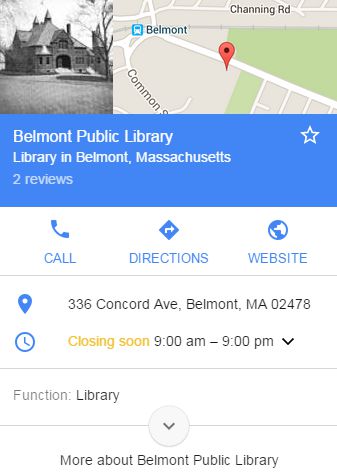 Channing Rd
Belmont
Common S
Belmont Public Library
Library in Belmont, Massachusetts
2 reviews
CALL
DIRECTIONS
WEBSITE
336 Concord Ave, Belmont, MA 02478
Closing soon 9:00 am – 9:00 pm
Function: Library
More about Belmont Public Library